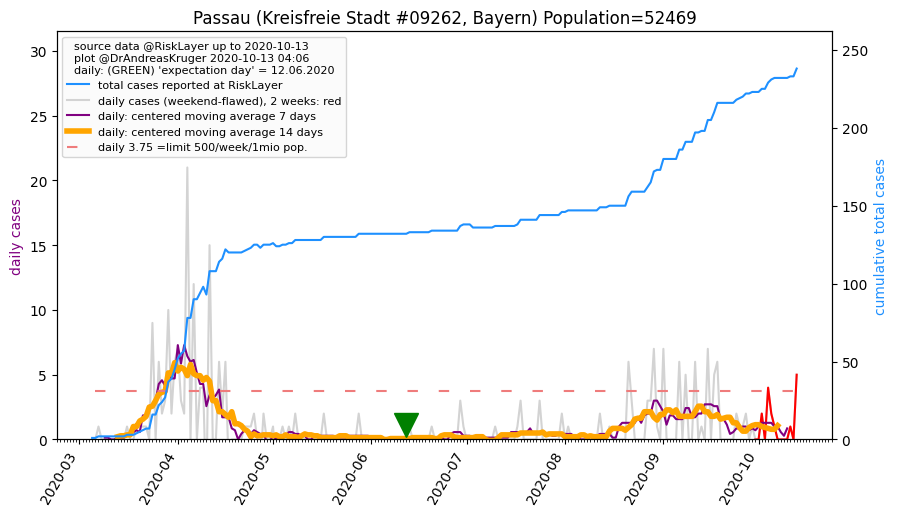 Passau (Kreisfreie Stadt #09262, Bayern) Population=52469
source data @RiskLayer up to 2020-10-13
plot @DrAndreasKruger 2020-10-13 04:06
daily: (GREEN) 'expectation day' = 12.06.2020
total cases reported at RiskLayer
daily cases (weekend-flawed), 2 weeks: red
daily: centered moving average 7 days
daily: centered moving average 14 days
daily 3.75 =limit 500/week/1mio pop.
daily cases
30
25
20
15
10
5
0
cumulative total cases
250
200
150
100
50
0
2020-03
2020-04
2020-05
2020-06
2020-07
2020-08
2020-09
2020-10